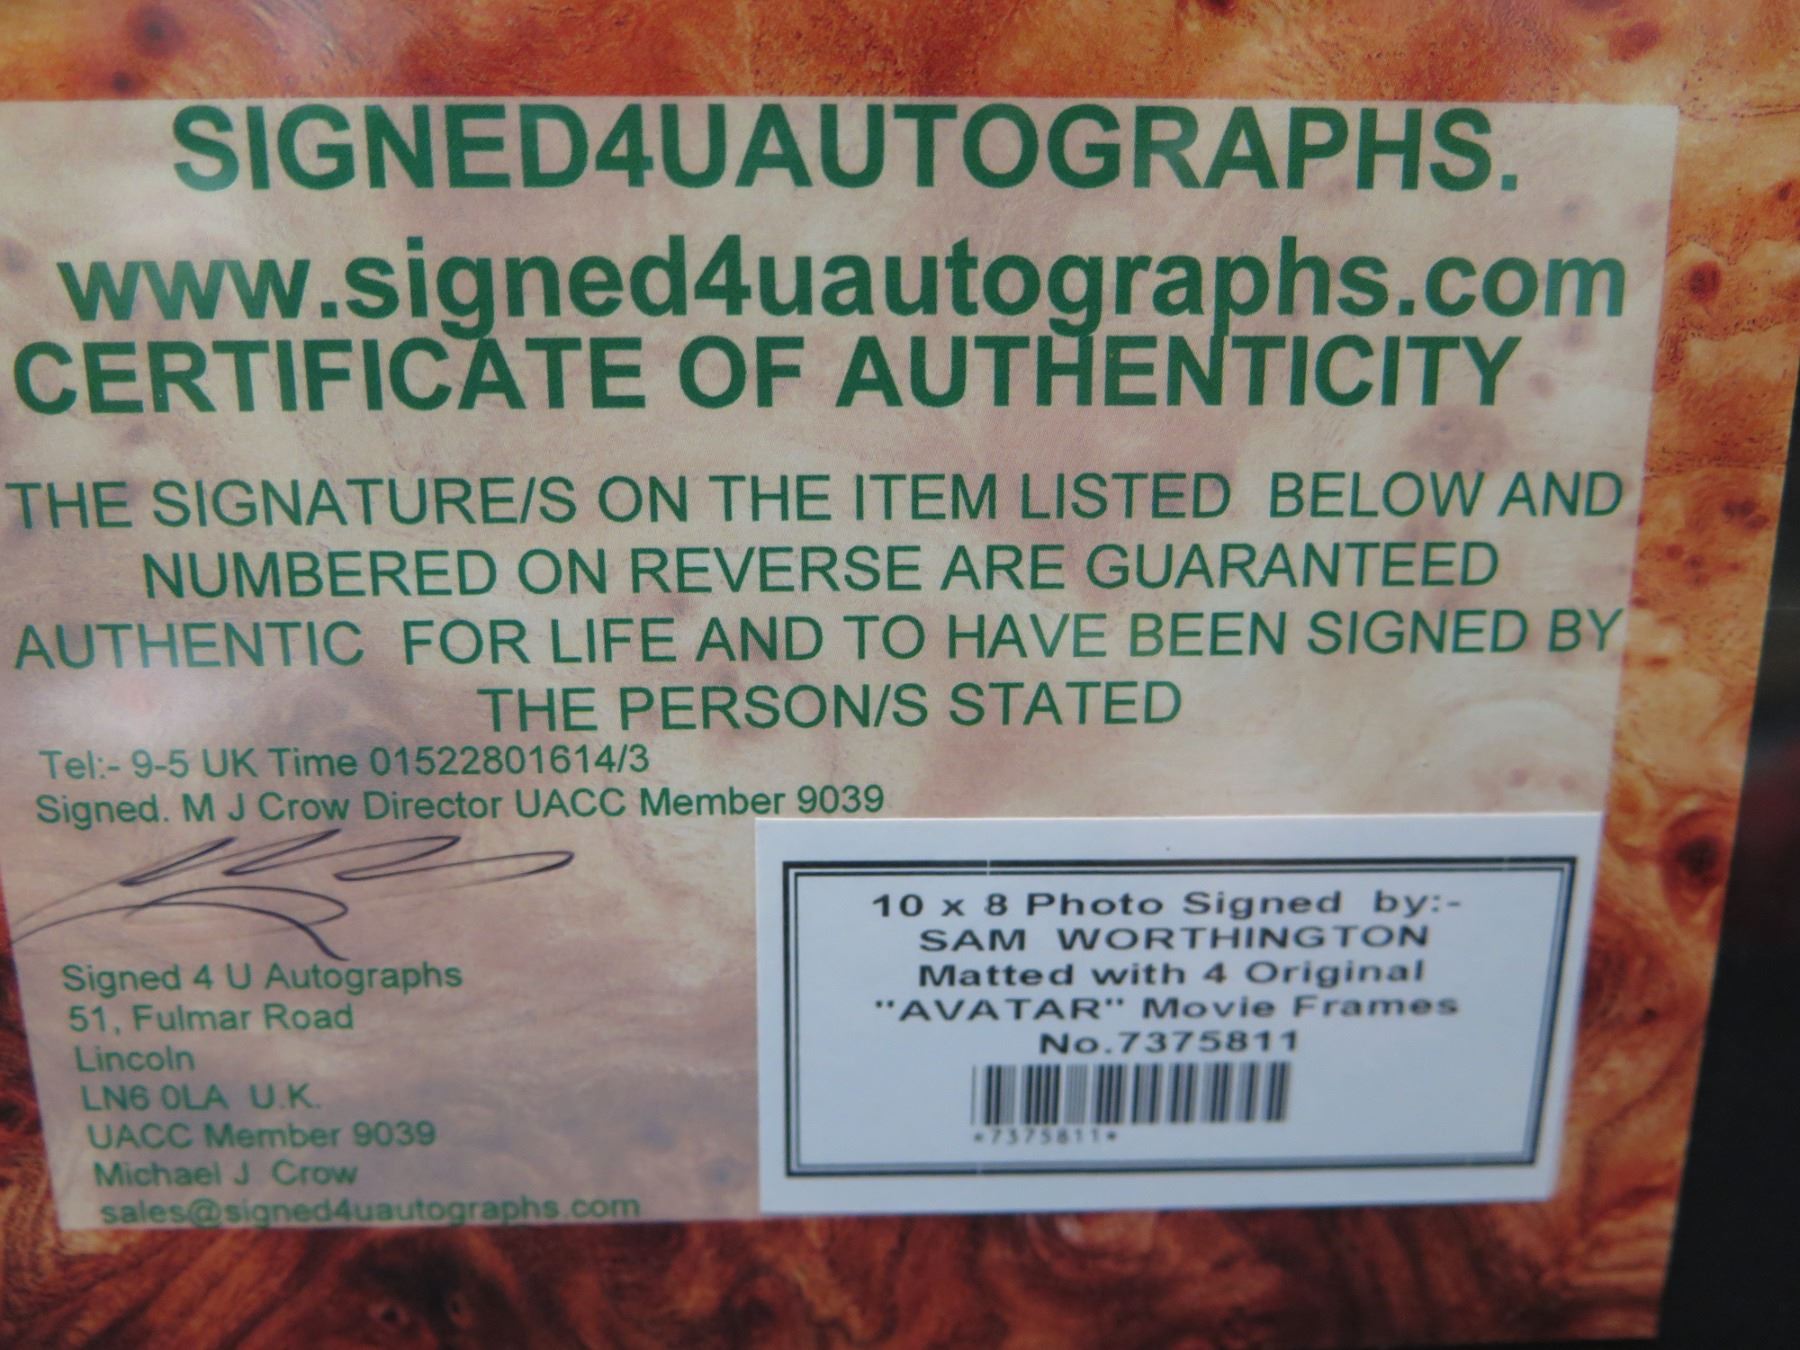 SIGNED4UAUTOGRAPHS.
www.signed4uautographs.com
CERTIFICATE OF AUTHENTICITY
THE SIGNATURE/S ON THE ITEM LISTED BELOW AND
NUMBERED ON REVERSE ARE GUARANTEED
AUTHENTIC FOR LIFE AND TO HAVE BEEN SIGNED BY
THE PERSON/S STATED
Tel:- 9-5 UK Time 01522801614/3
Signed. M J Crow Director UACC Member 9039
Signed 4 U Autographs
51, Fulmar Road
Lincoln
LN6 0LA U.K.
UACC Member 9039
Michael J Crow
sales@signed4uautographs.com
10 x 8 Photo Signed by:-
SAM WORTHINGTON
Matted with 4 Original
"AVATAR" Movie Frames
No.7375811
*7375811*